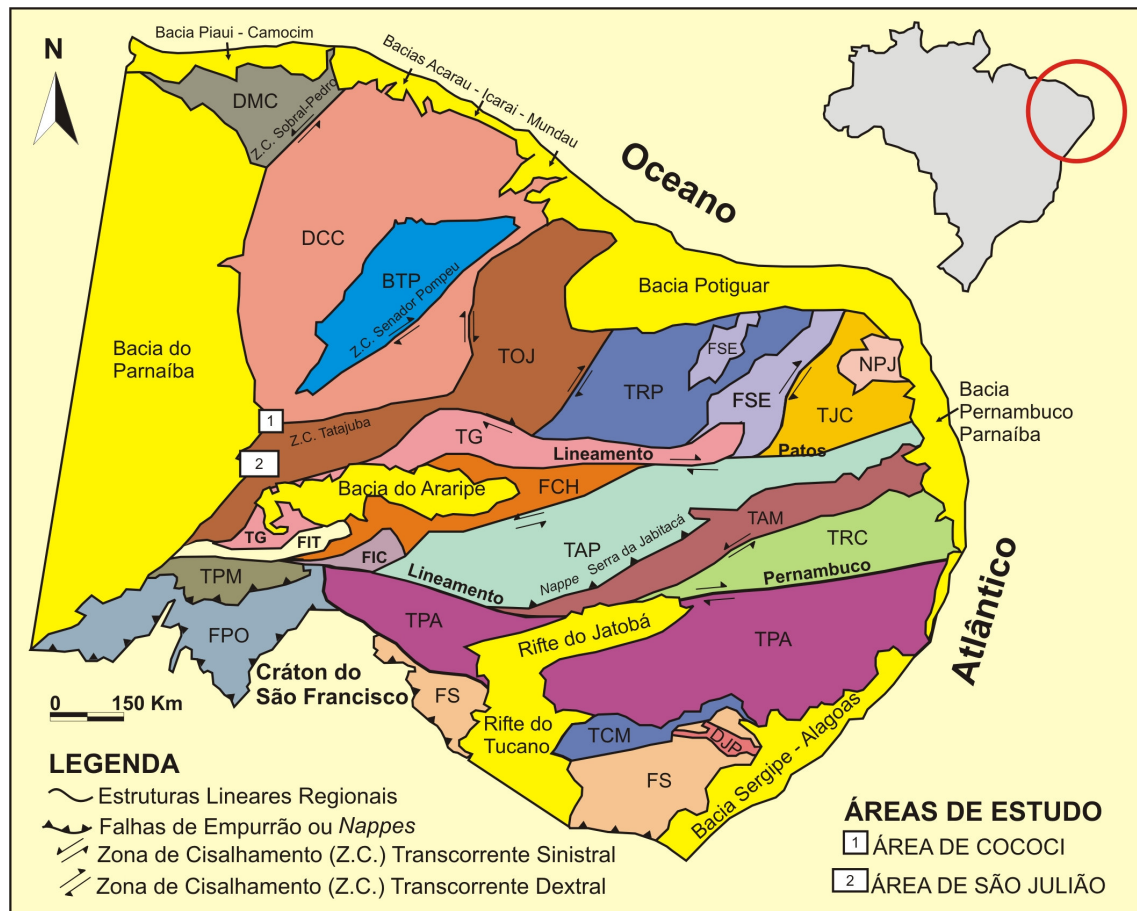 Bacia Piaui - Camocim
N
Bacias Acarau - Icarai - Mundau
DMC
Z.C. Sobral-Pedro
Oceano
DCC
BTP
Z.C. Senador Pompeu
Bacia Potiguar
Bacia do
Parnaíba
TOJ
FSE
TRP
FSE
NPJ
TJC
Bacia
Pernambuco
Parnaíba
1
Z.C. Tatajuba
TG
Lineamento
Patos
2
Bacia do Araripe
FCH
TG
FIT
FIC
TAP
TAM
TRC
Nappe Serra da Jabitacá
Lineamento
Pernambuco
TPM
FPO
TPA
Rifte do Jatobá
TPA
Atlântico
Cráton do
São Francisco
FS
0 150 Km
Rifte do
Tucano
TCM
DJP
FS
Bacia Sergipe - Alagoas
LEGENDA
Estruturas Lineares Regionais
Falhas de Empurrão ou Nappes
Zona de Cisalhamento (Z.C.) Transcorrente Sinistral
Zona de Cisalhamento (Z.C.) Transcorrente Dextral
ÁREAS DE ESTUDO
1 ÁREA DE COCOCI
2 ÁREA DE SÃO JULIÃO